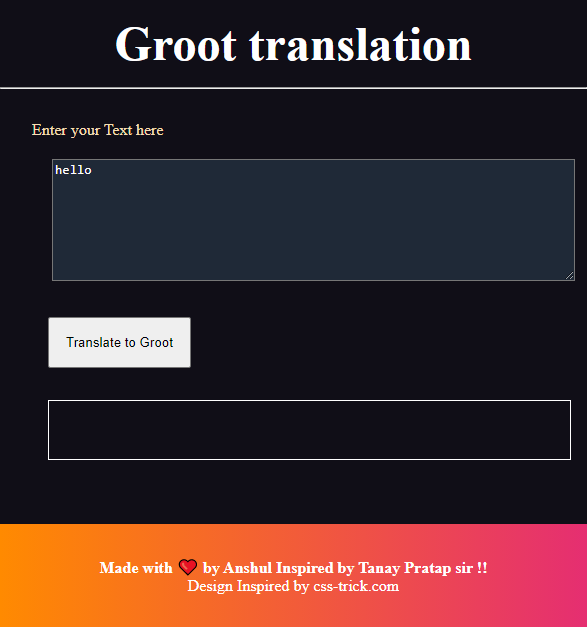 Groot translation
Enter your Text here
hello
Translate to Groot
Made with ❤️ by Anshul Inspired by Tanay Pratap sir !!
Design Inspired by css-trick.com